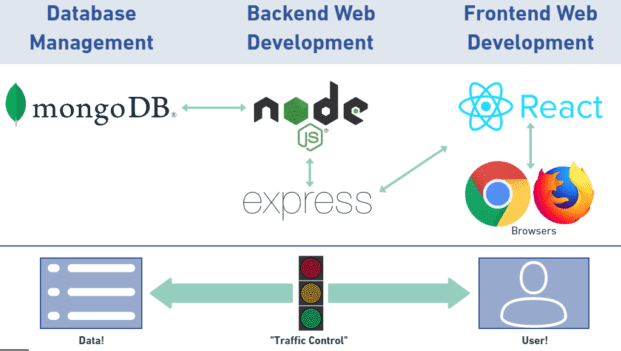 Database
Management
Backend Web
Development
Frontend Web
Development
mongoDB®
node
JS
express
React
Browsers
Data!
"Traffic Control"
User!